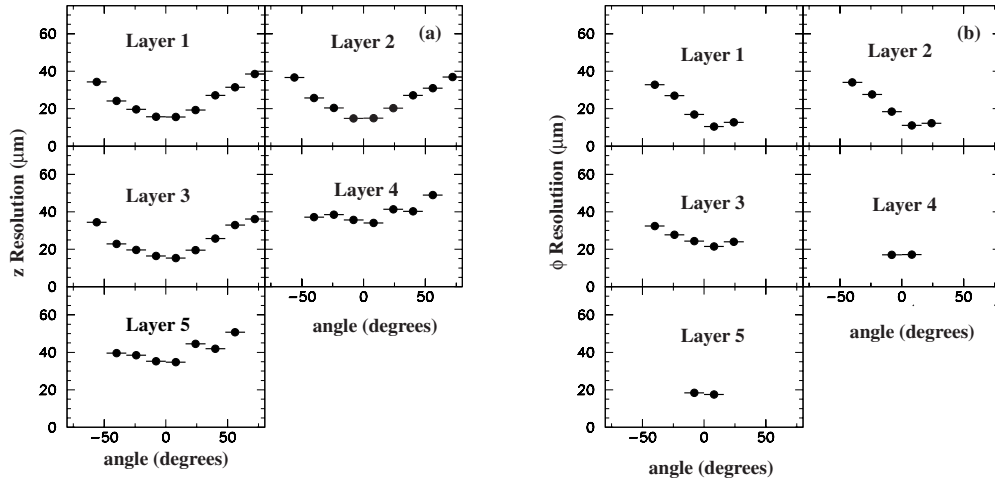 (a)
Layer 1
Layer 2
60
40
20
0
Layer 3
Layer 4
60
40
20
0
−50 0 50
angle (degrees)
Layer 5
60
40
20
0
−50 0 50
angle (degrees)
z Resolution (μm)
(b)
Layer 1
Layer 2
60
40
20
0
Layer 3
Layer 4
60
40
20
0
−50 0 50
angle (degrees)
Layer 5
60
40
20
0
−50 0 50
angle (degrees)
ϕ Resolution (μm)